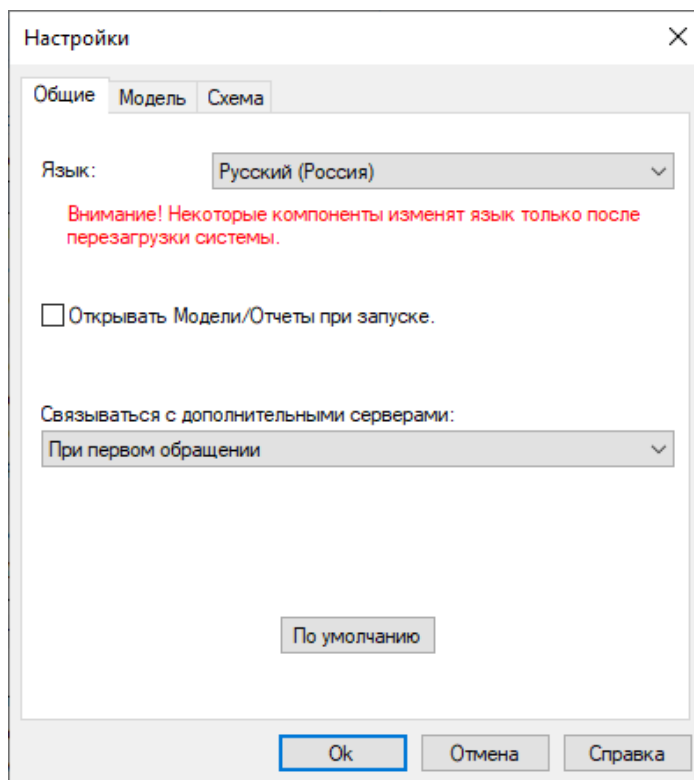 Настройки
Общие Модель Схема
Язык: Русский (Россия)
Внимание! Некоторые компоненты изменят язык только после
перезагрузки системы.
Открывать Модели/Отчеты при запуске.
Связываться с дополнительными серверами:
При первом обращении
По умолчанию
Ok Отмена Справка